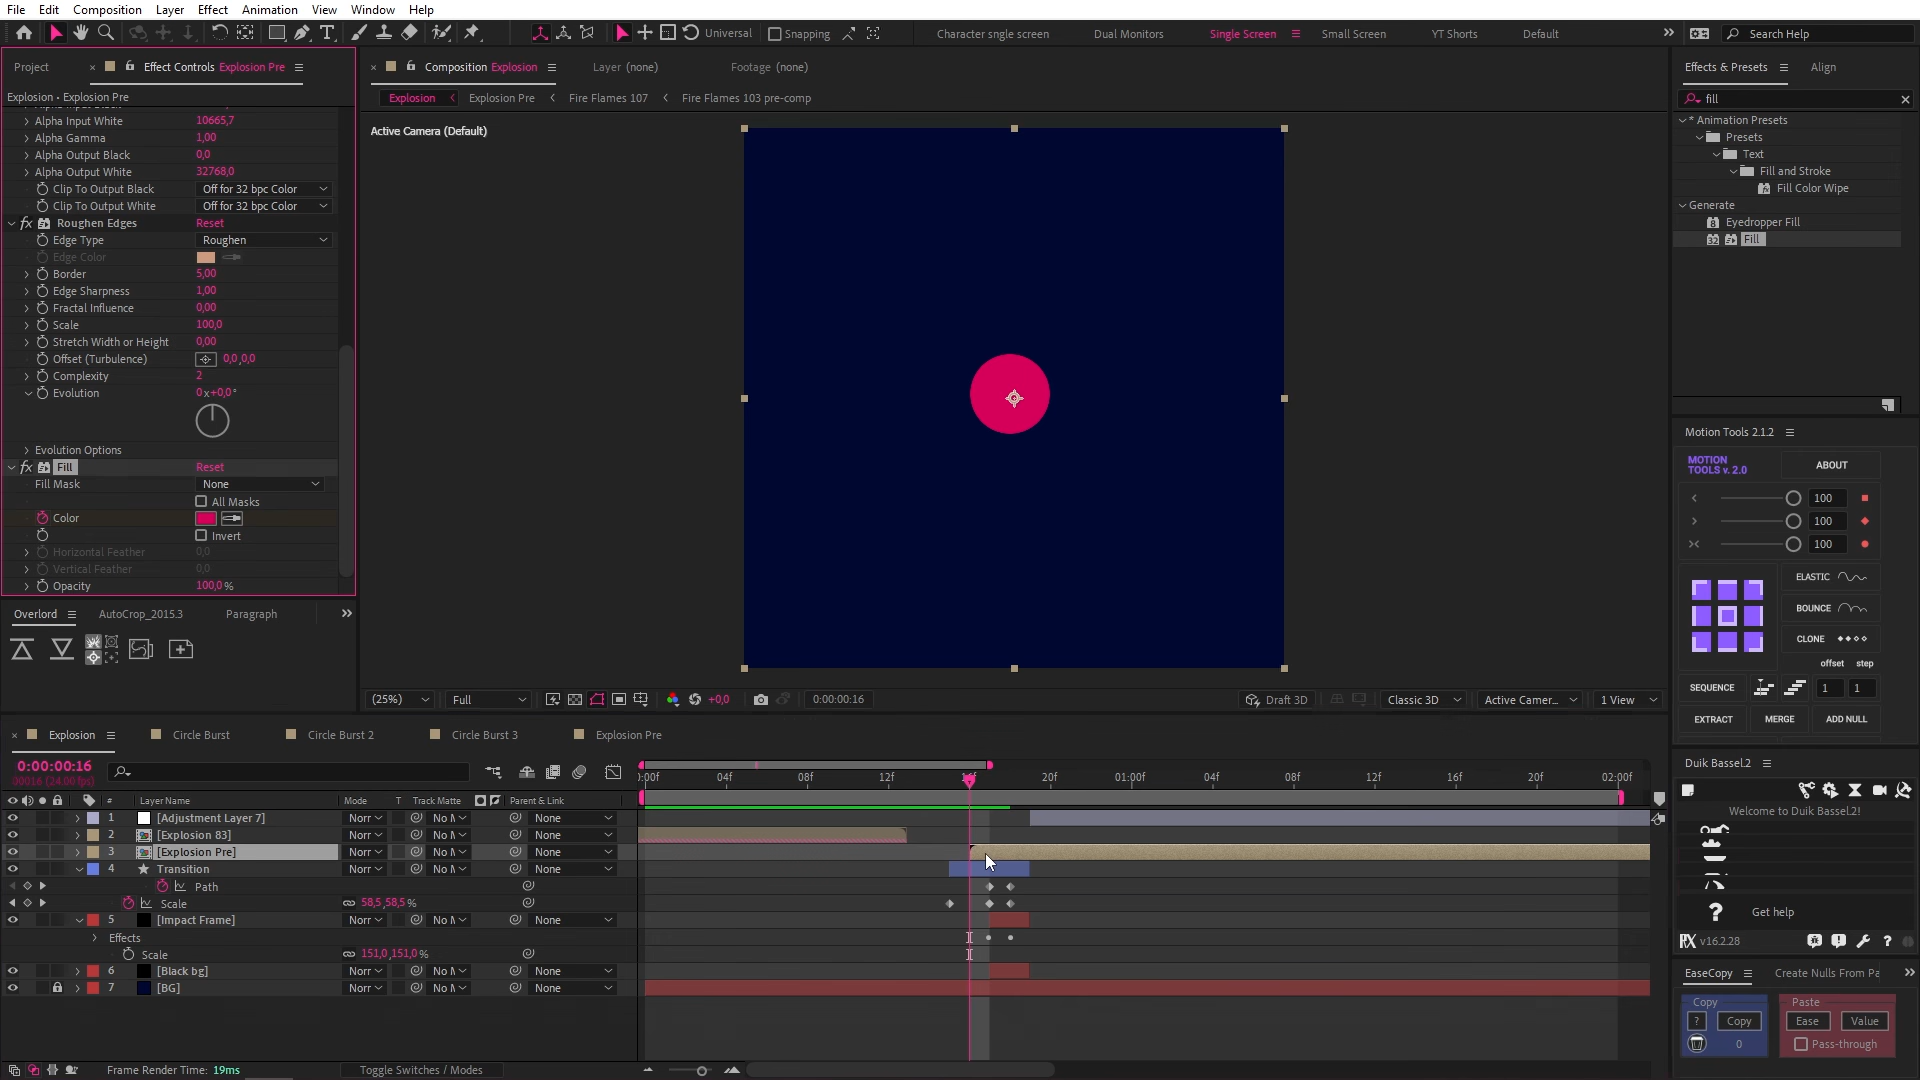 File Edit Composition Layer Effect Animation View Window Help
Universal Snapping Character sngle screen Dual Monitors Single Screen Small Screen YT Shorts Default Search Help
Project Effect Controls Explosion Pre
Explosion • Explosion Pre
Alpha Input White 10665,7
Alpha Gamma 1,00
Alpha Output Black 0,0
Alpha Output White 32768,0
Clip To Output Black Off for 32 bpc Color
Clip To Output White Off for 32 bpc Color
fx Roughen Edges Reset
Edge Type Roughen
Edge Color
Border 5,00
Edge Sharpness 1,00
Fractal Influence 0,00
Scale 100,0
Stretch Width or Height 0,00
Offset (Turbulence) 0,0,0,0
Complexity 2
Evolution 0x+0,0°
Evolution Options
fx Fill Reset
Fill Mask None
All Masks
Color
Invert
Horizontal Feather 0,0
Vertical Feather 0,0
Opacity 100,0 %
Overlord AutoCrop_2015.3 Paragraph
Composition Explosion Layer (none) Footage (none)
Explosion Explosion Pre Fire Flames 107 Fire Flames 103 pre-comp
Active Camera (Default)
(25%) Full +0,0 0:00:00:16 Draft 3D Classic 3D Active Camer... 1 View
Effects & Presets Align
fill
* Animation Presets
Presets
Text
Fill and Stroke
Fill Color Wipe
Generate
Eyedropper Fill
Fill
Motion Tools 2.1.2
MOTION TOOLS v. 2.0 ABOUT
100
100
100
ELASTIC
BOUNCE
CLONE
offset step
SEQUENCE 1 1
EXTRACT MERGE ADD NULL
Duik Bassel.2
Welcome to Duik Bassel.2!
Get help
v16.2.28
EaseCopy Create Nulls From Pa
Copy Paste
? Copy Ease Value
0 Pass-through
Explosion Circle Burst Circle Burst 2 Circle Burst 3 Explosion Pre
0:00:00:16
00016 (24.00 fps)
:00f 04f 08f 12f 16f 20f 01:00f 04f 08f 12f 16f 20f 02:00f
# Layer Name Mode T Track Matte Parent & Link
1 [Adjustment Layer 7] Norr No M None
2 [Explosion 83] Norr No M None
3 [Explosion Pre] Norr No M None
4 Transition Norr No M None
Path
Scale 58,5,58,5 %
5 [Impact Frame] Norr No M None
Effects
Scale 151,0,151,0 %
6 [Black bg] Norr No M None
7 [BG] Norr No M None
Frame Render Time: 19ms Toggle Switches / Modes